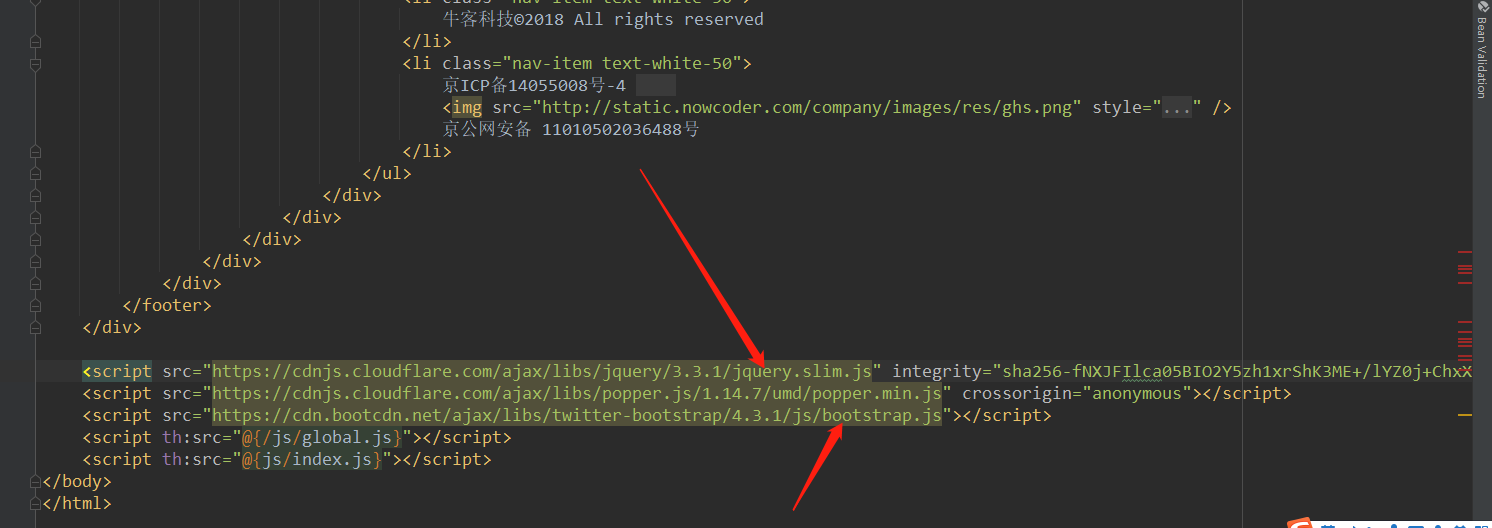 <li class="nav-item text-white-50">
牛客科技©2018 All rights reserved
</li>
<li class="nav-item text-white-50">
京ICP备14055008号-4
<img src="http://static.nowcoder.com/company/images/res/ghs.png" style="..." />
京公网安备 11010502036488号
</li>
</ul>
</div>
</div>
</div>
</div>
</div>
</footer>
</div>
<script src="https://cdnjs.cloudflare.com/ajax/libs/jquery/3.3.1/jquery.slim.js" integrity="sha256-fNXJFIlca05BIO2Y5zh1xrShK3ME+/lYZ0j+ChxX
<script src="https://cdnjs.cloudflare.com/ajax/libs/popper.js/1.14.7/umd/popper.min.js" crossorigin="anonymous"></script>
<script src="https://cdn.bootcdn.net/ajax/libs/twitter-bootstrap/4.3.1/js/bootstrap.js"></script>
<script th:src="@{/js/global.js}"></script>
<script th:src="@{js/index.js}"></script>
</body>
</html>
Bean Validation